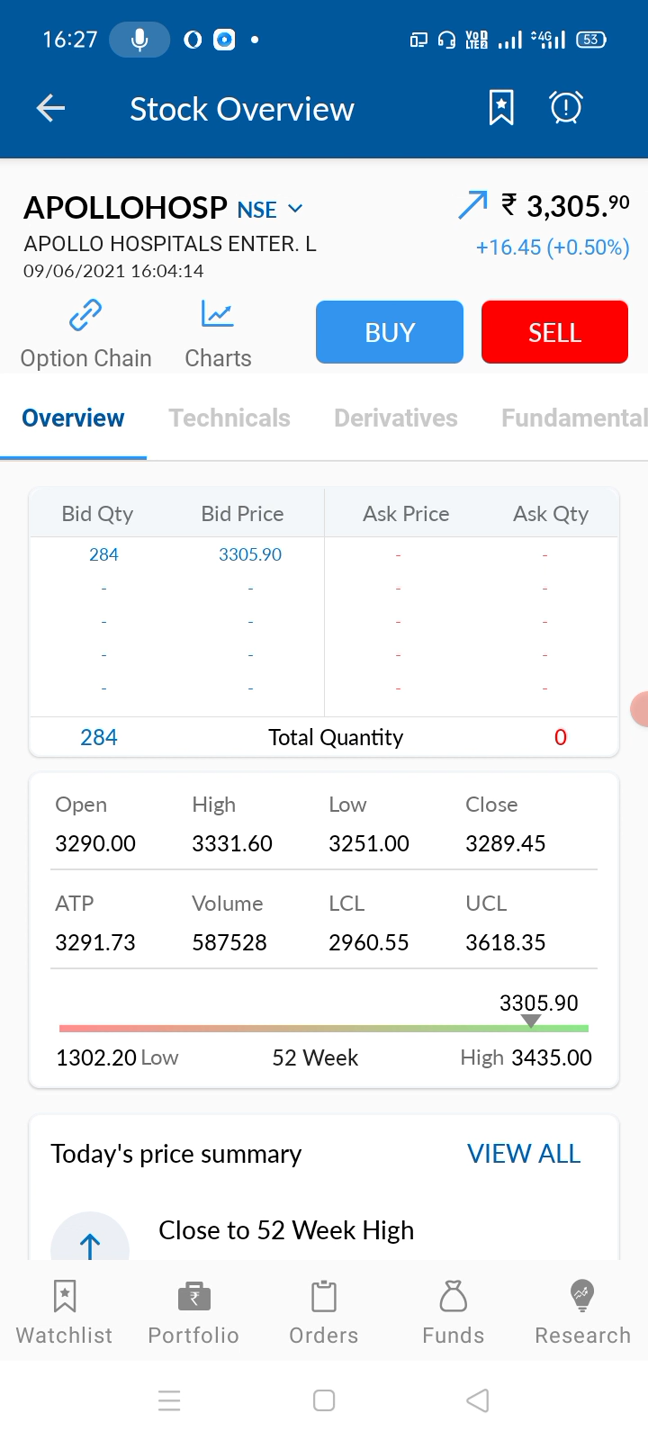 16:27 VoD LTE2 4G 53
Stock Overview
APOLLOHOSP NSE ₹ 3,305.90
APOLLO HOSPITALS ENTER. L +16.45 (+0.50%)
09/06/2021 16:04:14
Option Chain Charts BUY SELL
Overview Technicals Derivatives Fundamental
Bid Qty Bid Price Ask Price Ask Qty
284 3305.90 - -
- - - -
- - - -
- - - -
- - - -
284 Total Quantity 0
Open High Low Close
3290.00 3331.60 3251.00 3289.45
ATP Volume LCL UCL
3291.73 587528 2960.55 3618.35
3305.90
1302.20 Low 52 Week High 3435.00
Today's price summary VIEW ALL
Close to 52 Week High
Watchlist Portfolio Orders Funds Research